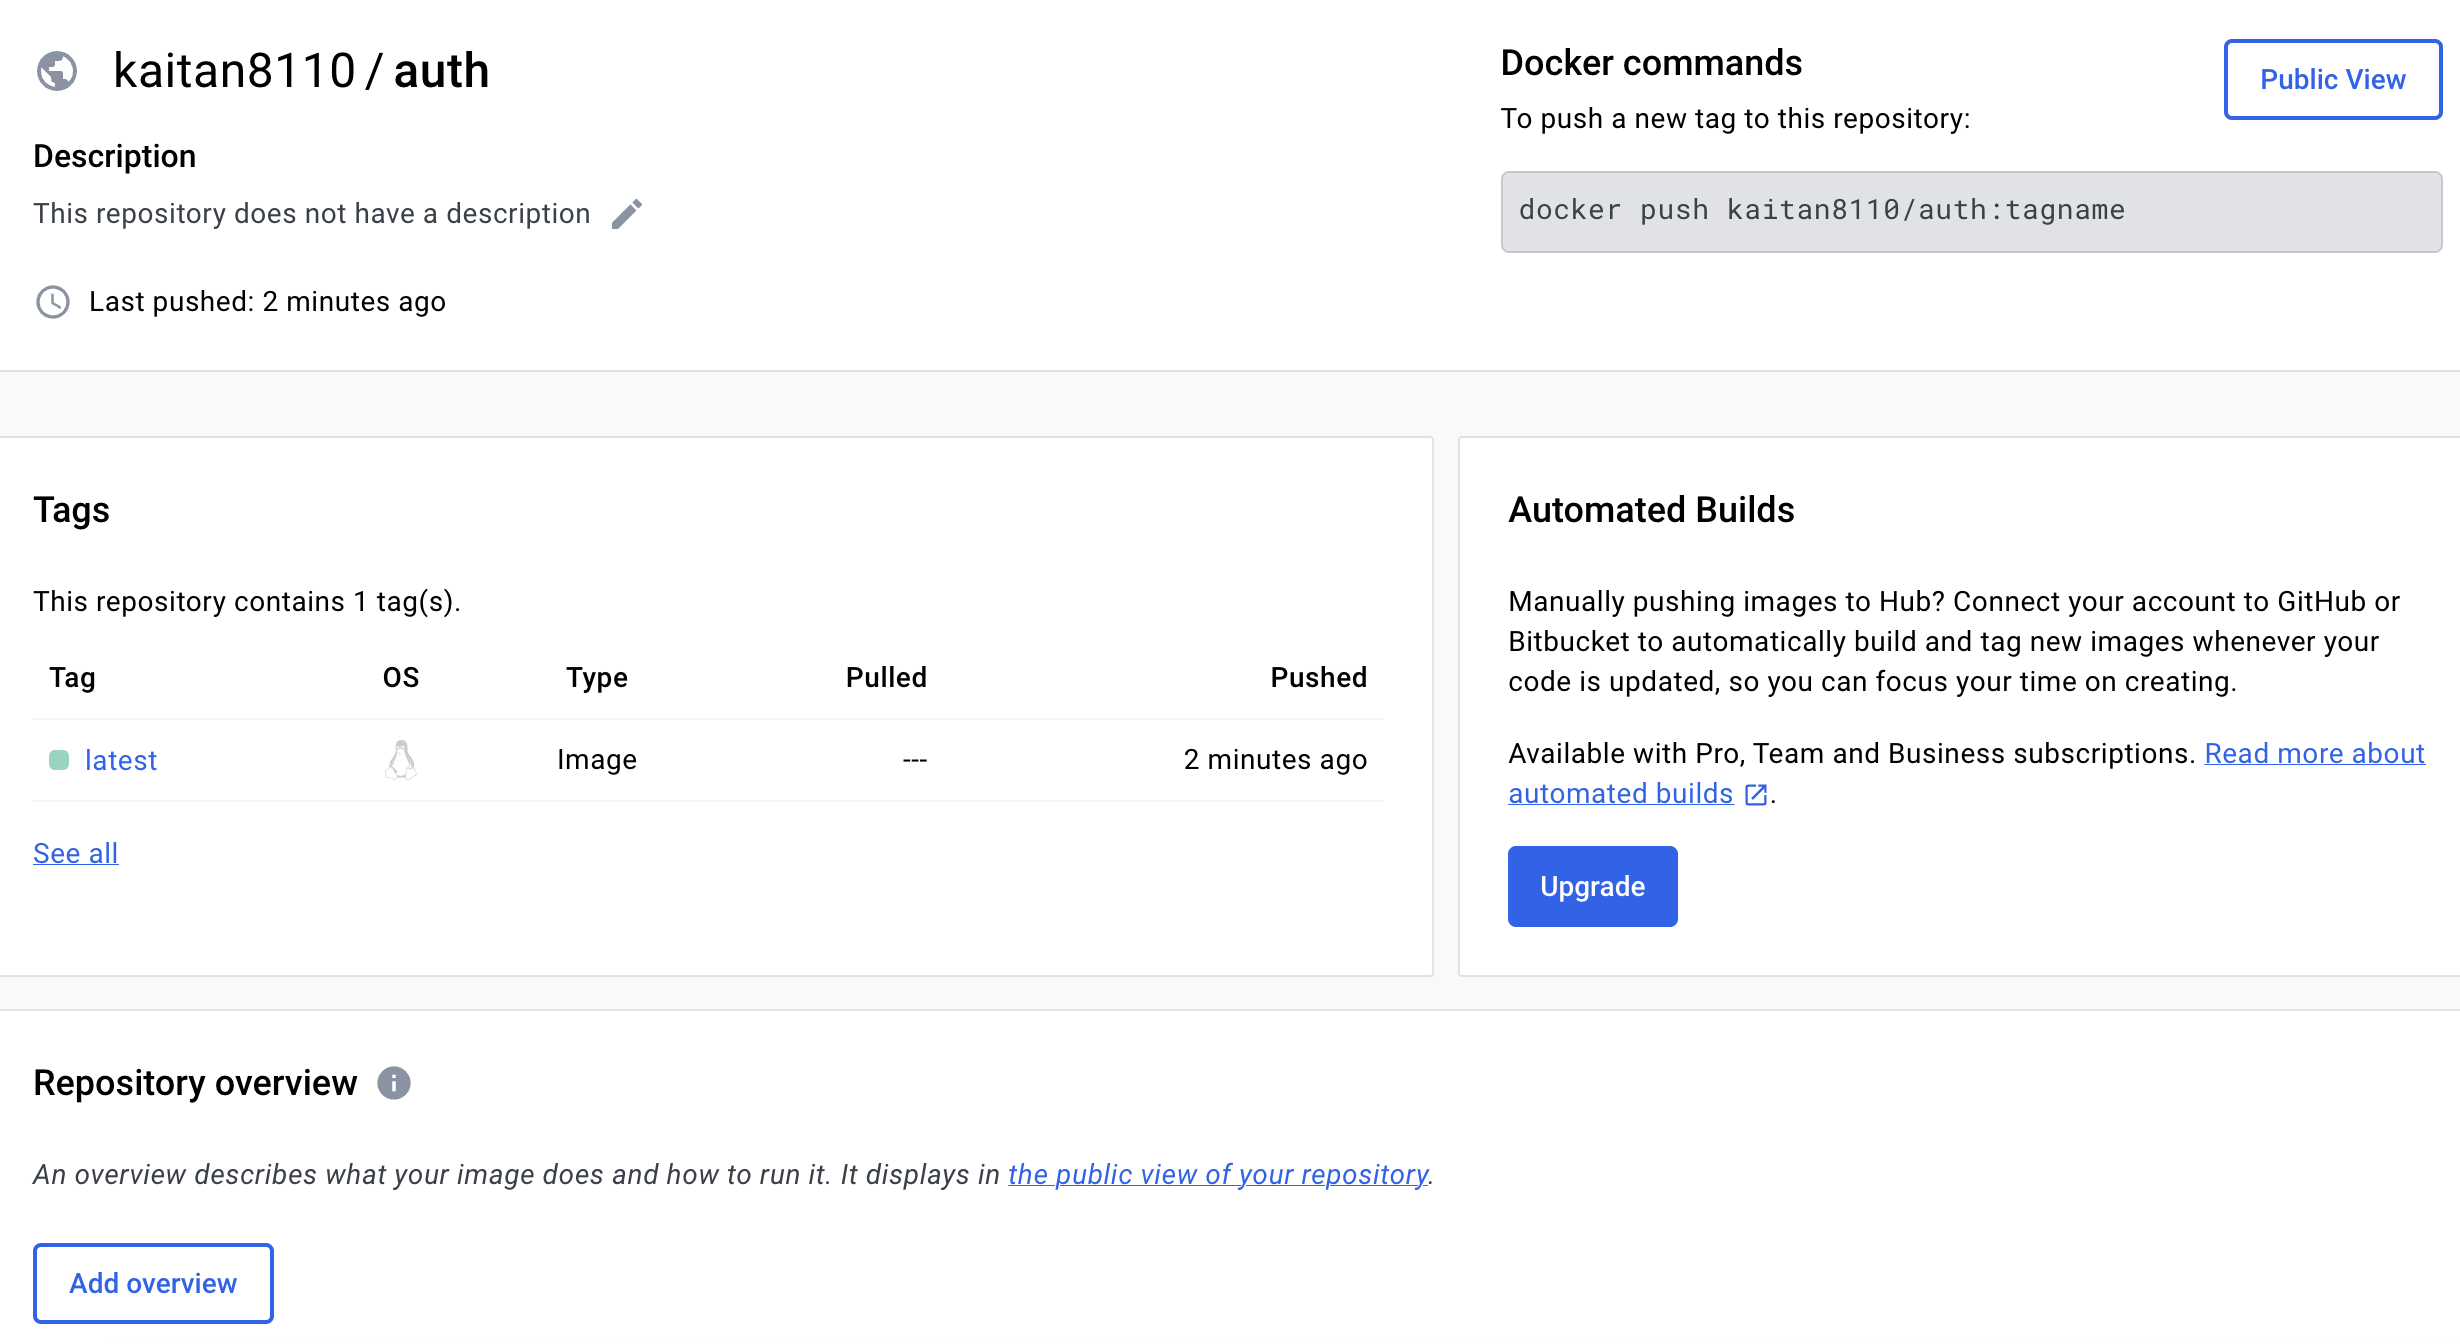 kaitan8110 / auth
Description
This repository does not have a description
Last pushed: 2 minutes ago
Docker commands
To push a new tag to this repository:
docker push kaitan8110/auth:tagname
Public View
Tags
This repository contains 1 tag(s).
Tag OS Type Pulled Pushed
latest Image --- 2 minutes ago
See all
Automated Builds
Manually pushing images to Hub? Connect your account to GitHub or
Bitbucket to automatically build and tag new images whenever your
code is updated, so you can focus your time on creating.
Available with Pro, Team and Business subscriptions. Read more about
automated builds .
Upgrade
Repository overview
An overview describes what your image does and how to run it. It displays in the public view of your repository.
Add overview